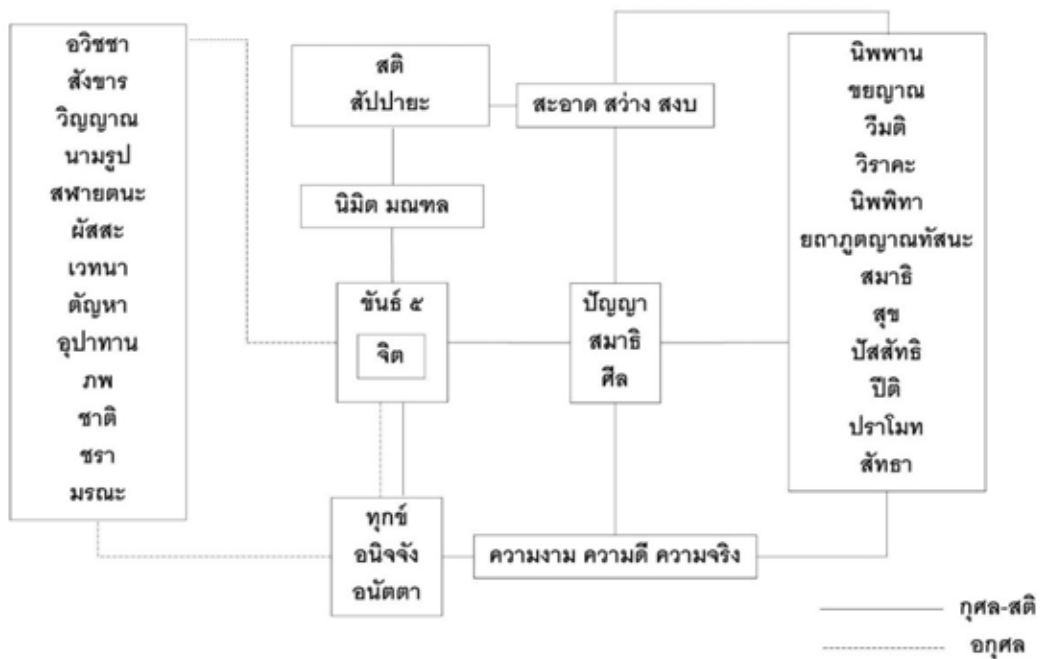 อวิชชา
สังขาร
วิญญาณ
นามรูป
สฬายตนะ
ผัสสะ
เวทนา
ตัญหา
อุปาทาน
ภพ
ชาติ
ชรา
มรณะ
สติ
สัปปายะ
สะอาด สว่าง สงบ
นิมิต มณฑล
ขันธ์ ๕
จิต
ปัญญา
สมาธิ
ศีล
ทุกข์
อนิจจัง
อนัตตา
ความงาม ความดี ความจริง
นิพพาน
ขยญาณ
วิมติ
วิราคะ
นิพพิทา
ยถาภูตญาณทัสนะ
สมาธิ
สุข
ปัสสัทธิ
ปีติ
ปราโมท
สัทธา
กุศล-สติ
อกุศล